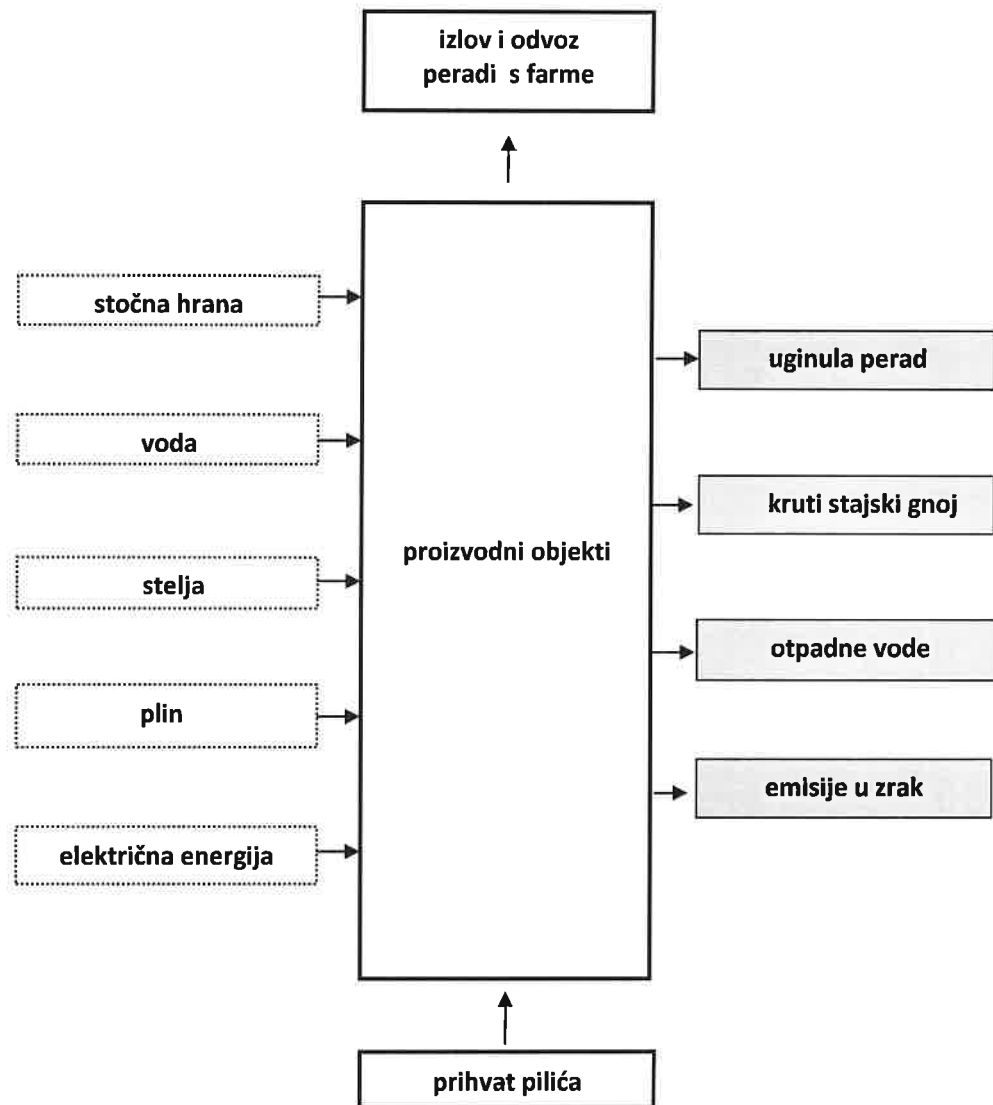 izlov i odvoz
peradi s farme
stočna hrana
voda
stelja
plin
električna energija
proizvodni objekti
uginula perad
kruti stajski gnoj
otpadne vode
emisije u zrak
prihvat pilića